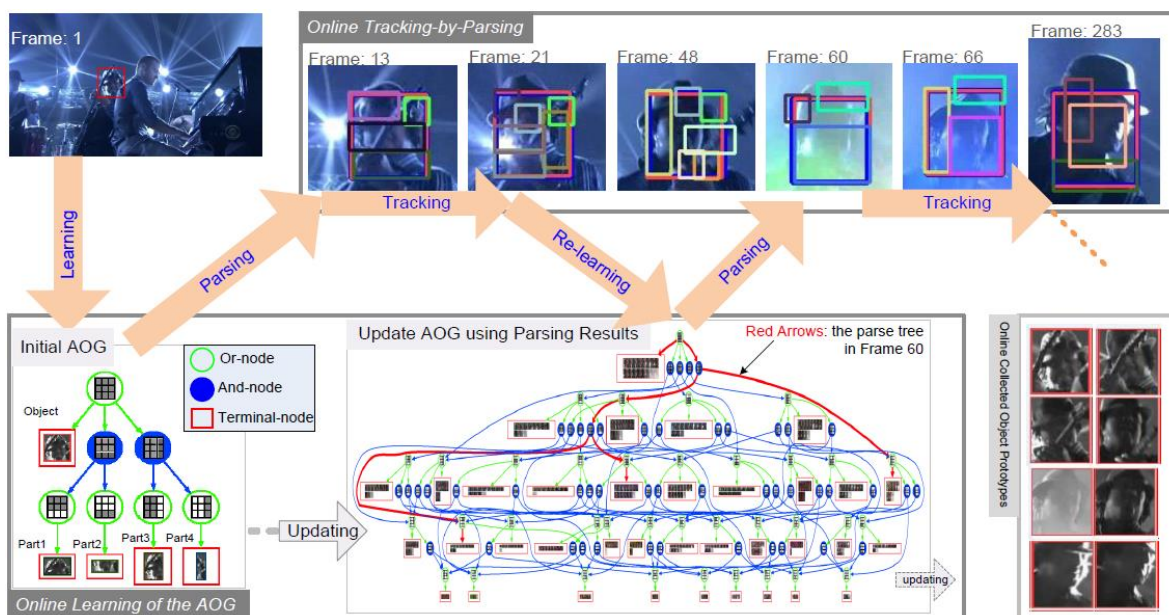 Online Tracking-by-Parsing
Frame: 1
Frame: 13
Frame: 21
Frame: 48
Frame: 60
Frame: 66
Frame: 283
Learning
Parsing
Tracking
Re-learning
Parsing
Tracking
Initial AOG
Or-node
And-node
Terminal-node
Object
Part1
Part2
Part3
Part4
Updating
Update AOG using Parsing Results
Red Arrows: the parse tree
in Frame 60
updating
Online Learning of the AOG
Online Collected Object Prototypes